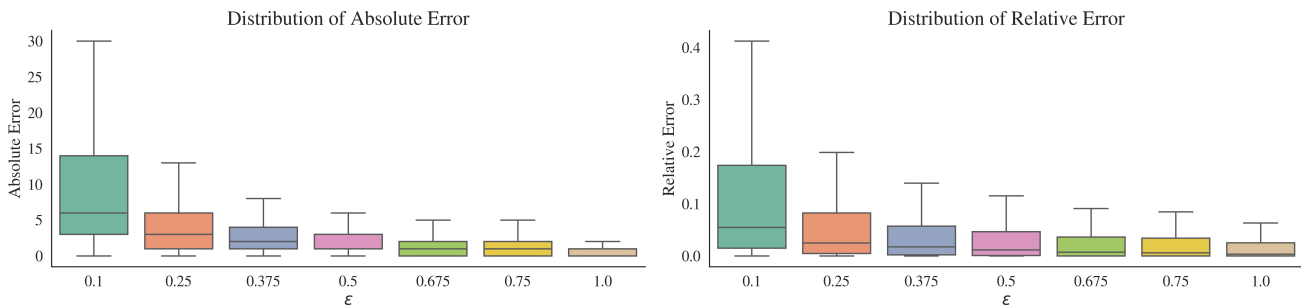 Distribution of Absolute Error
Absolute Error
30
25
20
15
10
5
0
0.1 0.25 0.375 0.5 0.675 0.75 1.0
ε
Distribution of Relative Error
Relative Error
0.4
0.3
0.2
0.1
0.0
0.1 0.25 0.375 0.5 0.675 0.75 1.0
ε